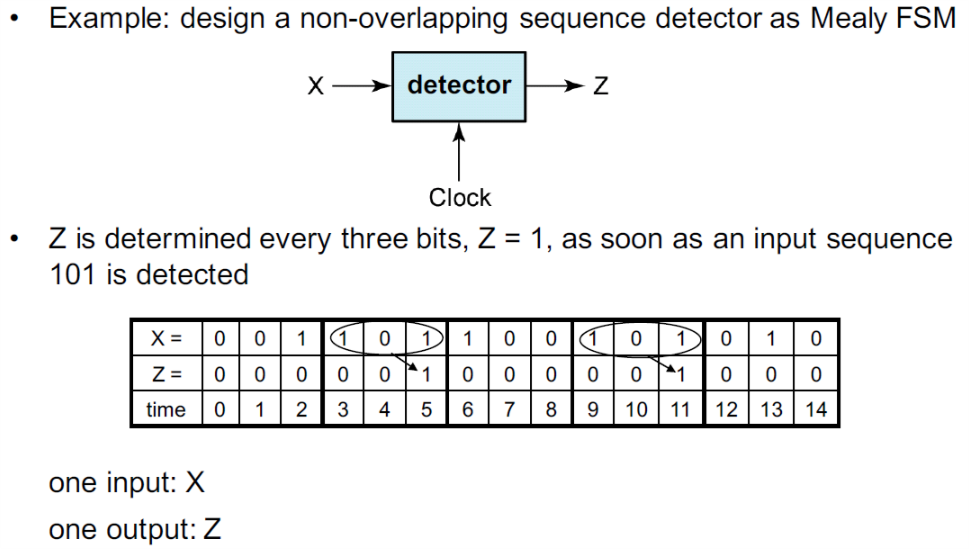 • Example: design a non-overlapping sequence detector as Mealy FSM
X detector Z
Clock
• Z is determined every three bits, Z = 1, as soon as an input sequence
101 is detected
X = 0 0 1 1 0 1 1 0 0 1 0 1 0 1 0
Z = 0 0 0 0 0 1 0 0 0 0 0 1 0 0 0
time 0 1 2 3 4 5 6 7 8 9 10 11 12 13 14
one input: X
one output: Z